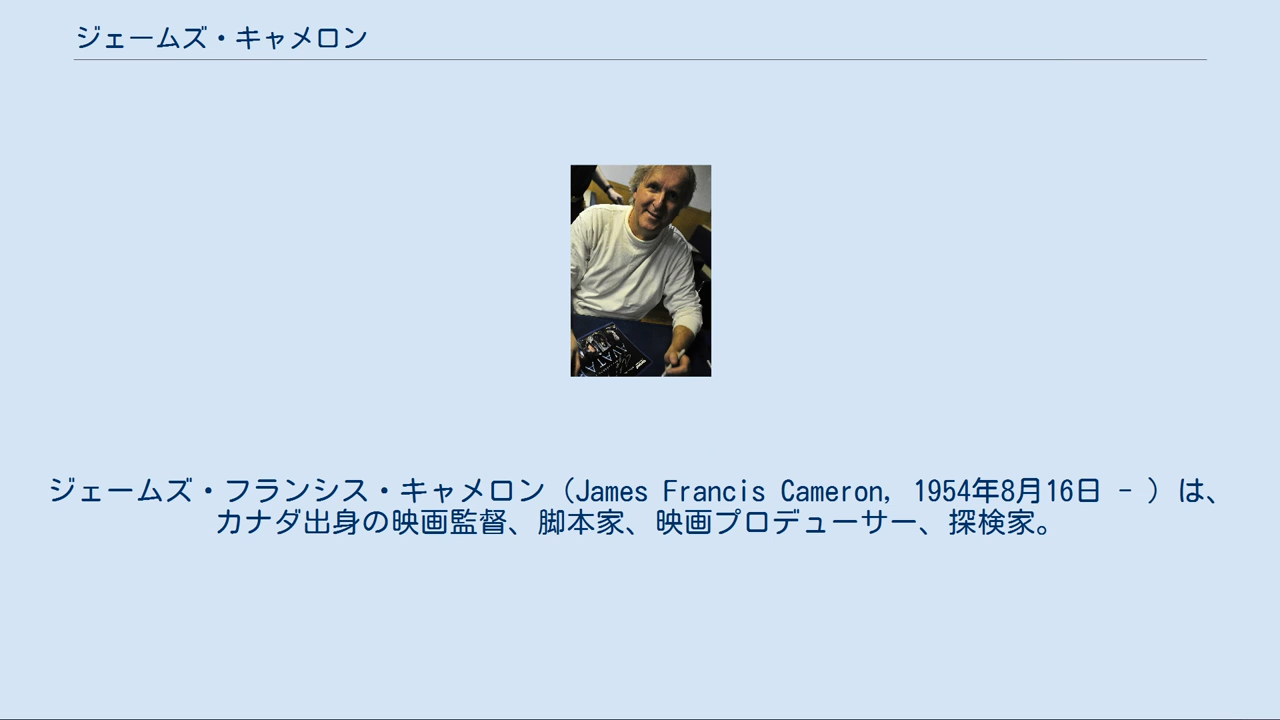 ジェームズ・キャメロン
AVATAR
ジェームズ・フランシス・キャメロン（James Francis Cameron, 1954年8月16日 - ）は、
カナダ出身の映画監督、脚本家、映画プロデューサー、探検家。